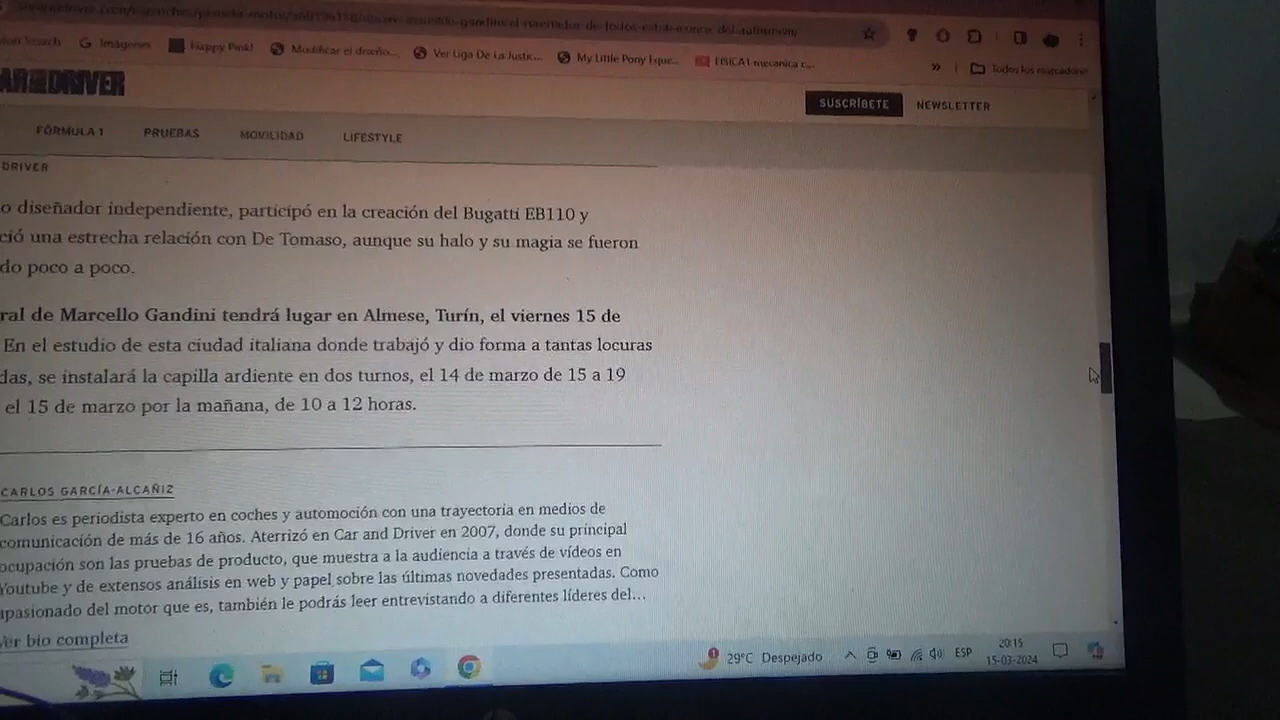 Imágenes
Modificar el diseño...
Ver Liga De La Justic...
My Little Pony Eque...
Todos los marcadores
SUSCRÍBETE
NEWSLETTER
FÓRMULA 1
PRUEBAS
MOVILIDAD
LIFESTYLE
DRIVER
o diseñador independiente, participó en la creación del Bugatti EB110 y
ció una estrecha relación con De Tomaso, aunque su halo y su magia se fueron
do poco a poco.
ral de Marcello Gandini tendrá lugar en Almese, Turín, el viernes 15 de
En el estudio de esta ciudad italiana donde trabajó y dio forma a tantas locuras
das, se instalará la capilla ardiente en dos turnos, el 14 de marzo de 15 a 19
el 15 de marzo por la mañana, de 10 a 12 horas.
CARLOS GARCÍA-ALCAÑIZ
Carlos es periodista experto en coches y automoción con una trayectoria en medios de
comunicación de más de 16 años. Aterrizó en Car and Driver en 2007, donde su principal
ocupación son las pruebas de producto, que muestra a la audiencia a través de vídeos en
Youtube y de extensos análisis en web y papel sobre las últimas novedades presentadas. Como
apasionado del motor que es, también le podrás leer entrevistando a diferentes líderes del...
Ver bio completa
29°C Despejado
ESP
20:15
15-03-2024